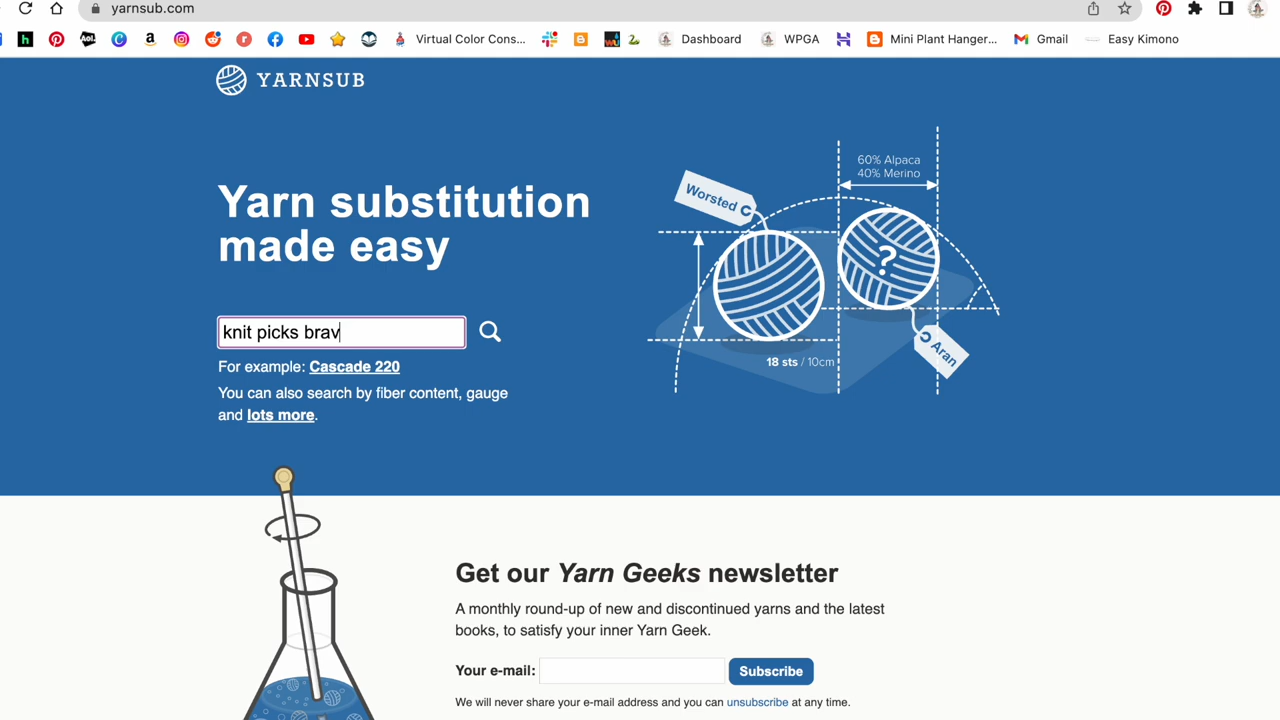 yarnsub.com
Virtual Color Cons...
Dashboard
WPGA
Mini Plant Hanger...
Gmail
Easy Kimono
YARNSUB
60% Alpaca
40% Merino
Worsted
Yarn substitution
made easy
?
knit picks brav
Aran
18 sts / 10cm
For example: Cascade 220
You can also search by fiber content, gauge
and lots more.
Get our Yarn Geeks newsletter
A monthly round-up of new and discontinued yarns and the latest
books, to satisfy your inner Yarn Geek.
Your e-mail:
Subscribe
We will never share your e-mail address and you can unsubscribe at any time.